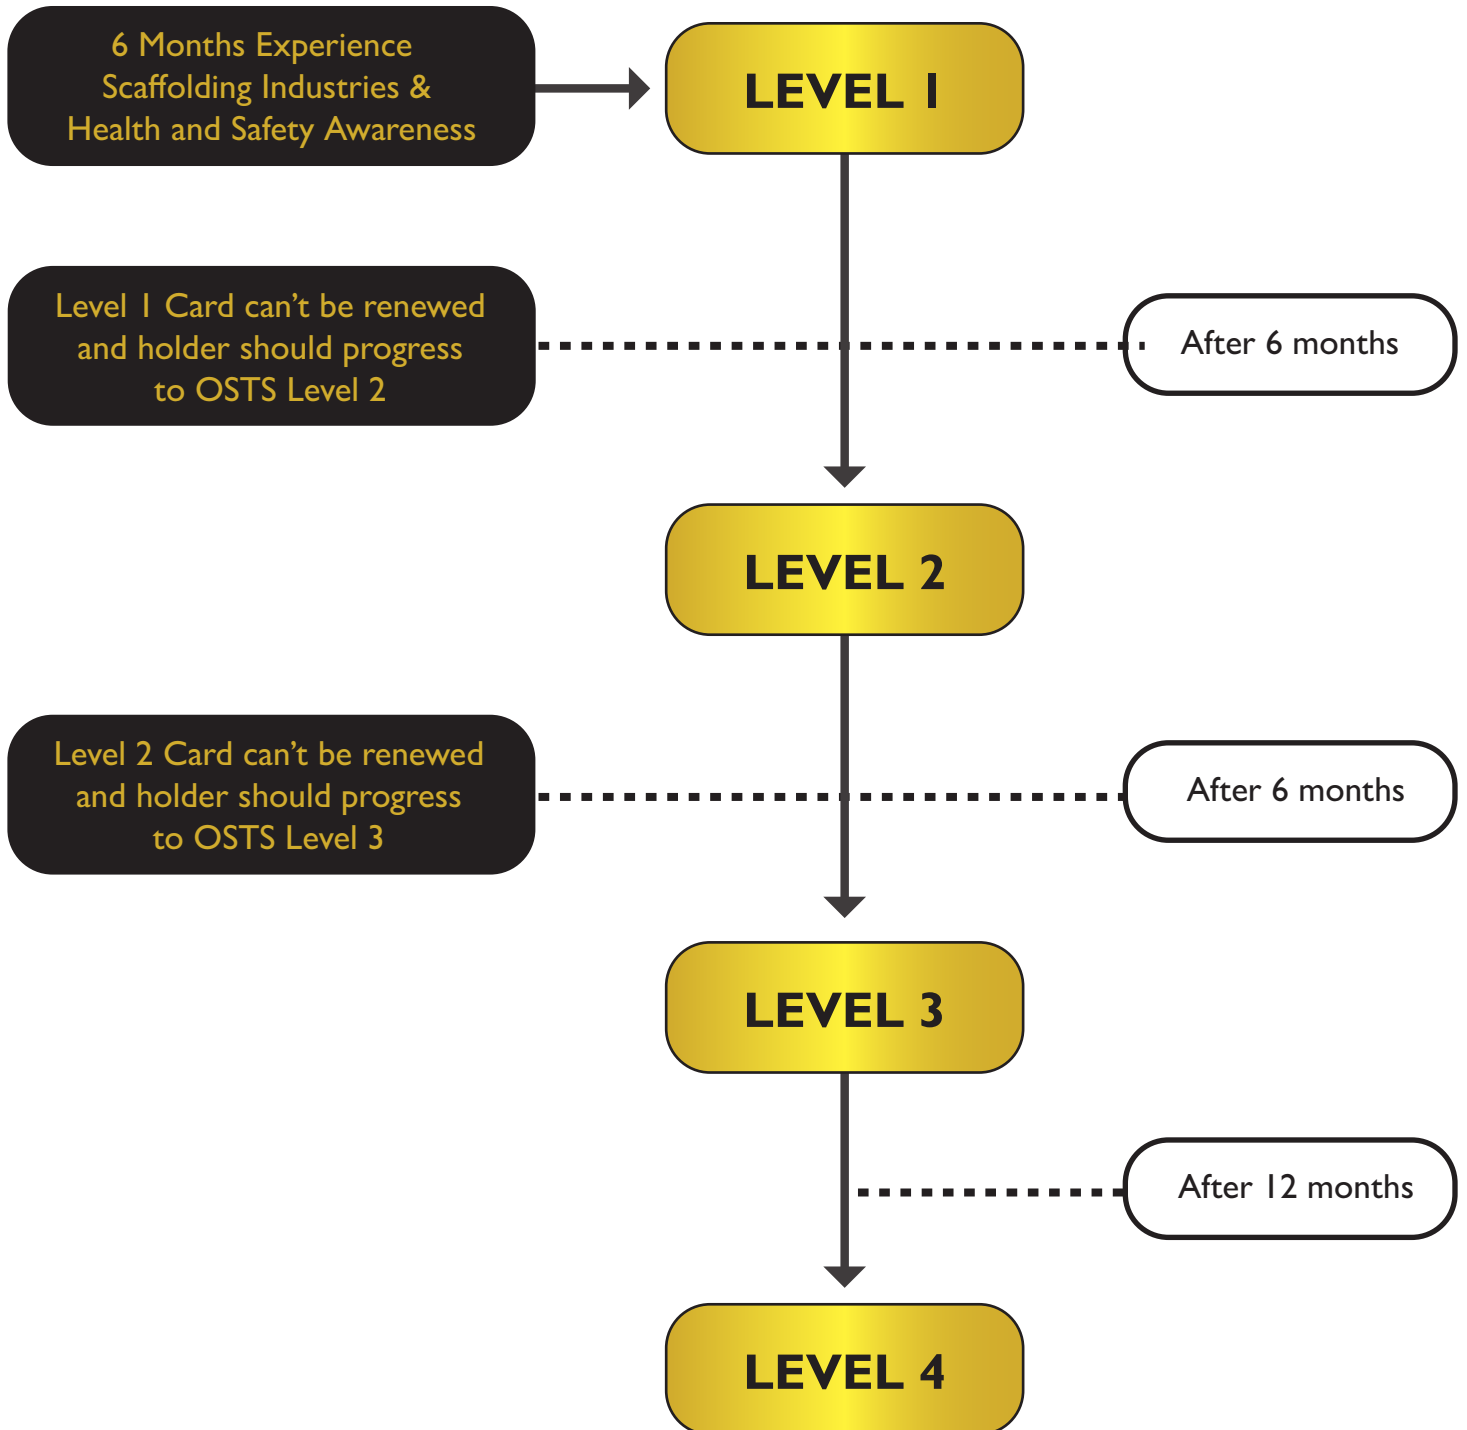 6 Months Experience
Scaffolding Industries &
Health and Safety Awareness
LEVEL 1
Level 1 Card can't be renewed
and holder should progress
to OSTS Level 2
After 6 months
LEVEL 2
Level 2 Card can't be renewed
and holder should progress
to OSTS Level 3
After 6 months
LEVEL 3
After 12 months
LEVEL 4